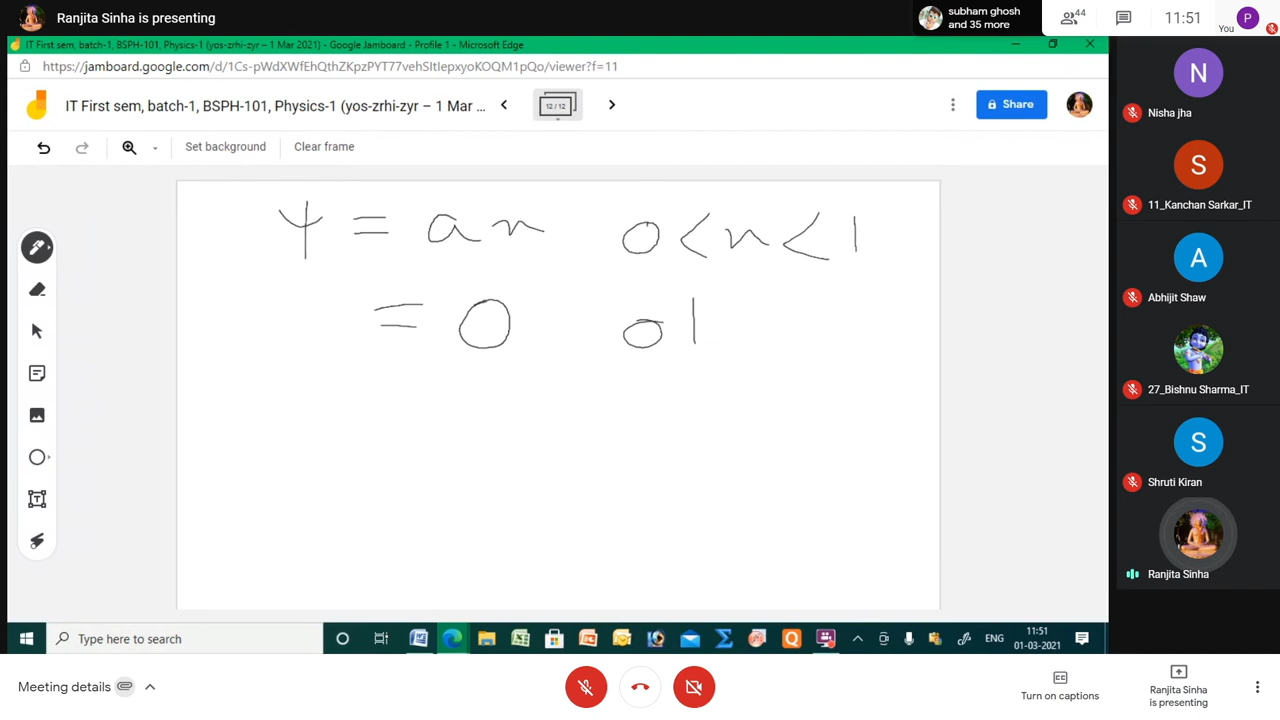 Ranjita Sinha is presenting
subham ghosh
and 35 more
44
11:51
You
P
IT First sem, batch-1, BSPH-101, Physics-1 (yos-zrhi-zyr – 1 Mar 2021) - Google Jamboard - Profile 1 - Microsoft Edge
https://jamboard.google.com/d/1Cs-pWdXWfEhQthZKpzPYT77vehSItIepxyoKOQM1pQo/viewer?f=11
IT First sem, batch-1, BSPH-101, Physics-1 (yos-zrhi-zyr – 1 Mar ...
12 / 12
Share
Set background
Clear frame
ψ = ax 0 < x < 1
= 0 ol
N
Nisha jha
S
11_Kanchan Sarkar_IT
A
Abhijit Shaw
27_Bishnu Sharma_IT
S
Shruti Kiran
Ranjita Sinha
Type here to search
ENG
11:51
01-03-2021
Meeting details
Turn on captions
Ranjita Sinha
is presenting